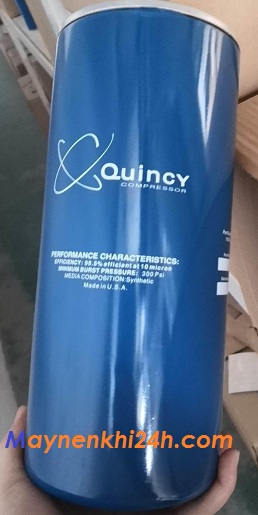 Quincy
COMPRESSOR
PERFORMANCE CHARACTERISTICS:
EFFICIENCY: 99.5% efficient at 10 micron
MINIMUM BURST PRESSURE: 300 Psi
MEDIA COMPOSITION: Synthetic
Made in U.S.A.
Maynenkhi24h.com